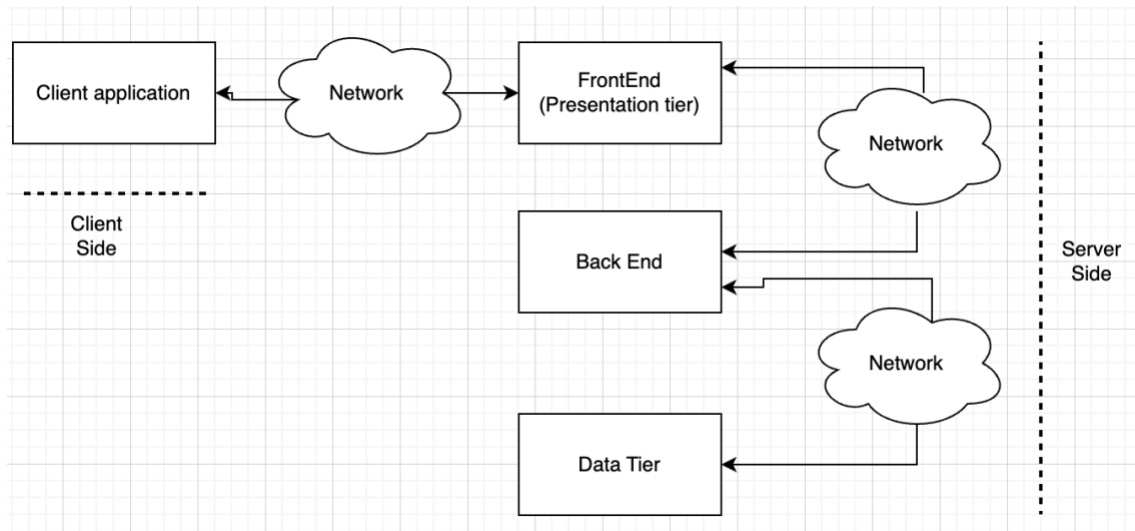 Client application
Network
FrontEnd
(Presentation tier)
Network
Client
Side
Back End
Server
Side
Network
Data Tier